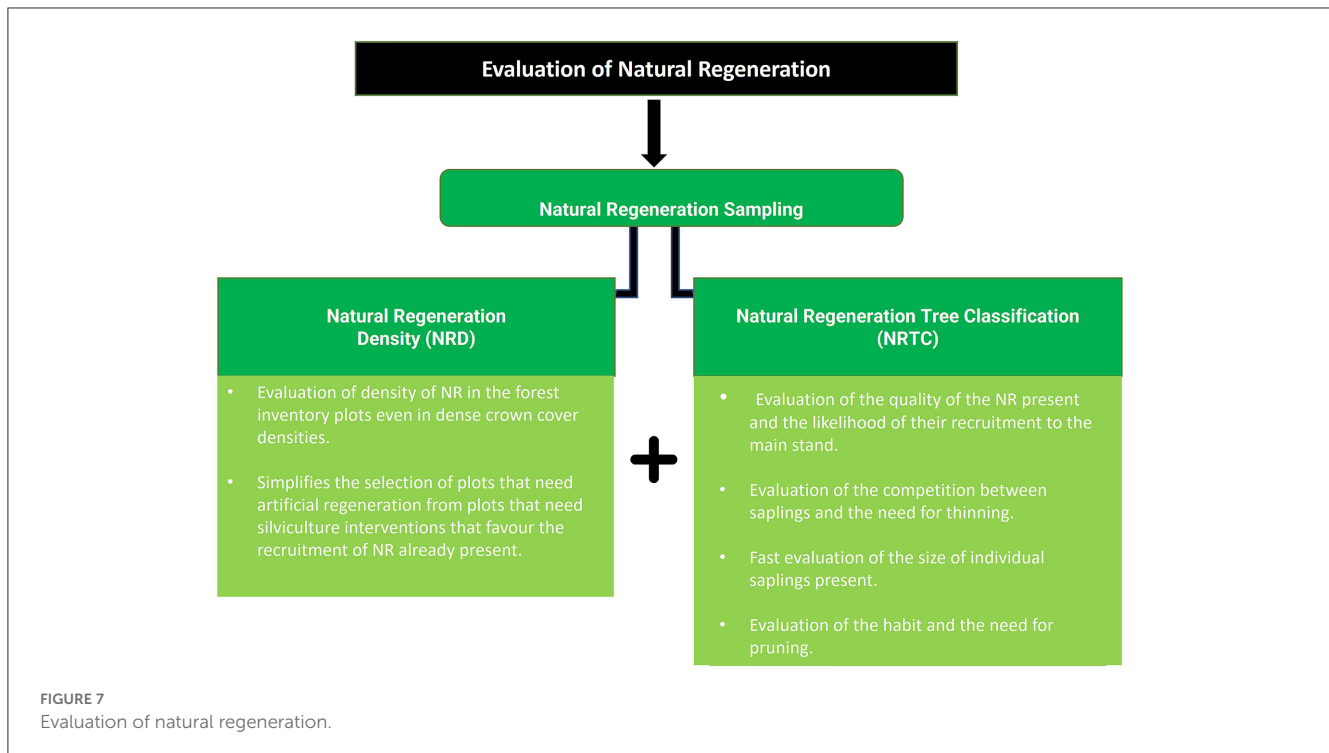 Evaluation of Natural Regeneration
Natural Regeneration Sampling
Natural Regeneration
Density (NRD)
• Evaluation of density of NR in the forest
inventory plots even in dense crown cover
densities.
• Simplifies the selection of plots that need
artificial regeneration from plots that need
silviculture interventions that favour the
recruitment of NR already present.
+
Natural Regeneration Tree Classification
(NRTC)
• Evaluation of the quality of the NR present
and the likelihood of their recruitment to the
main stand.
• Evaluation of the competition between
saplings and the need for thinning.
• Fast evaluation of the size of individual
saplings present.
• Evaluation of the habit and the need for
pruning.
FIGURE 7
Evaluation of natural regeneration.